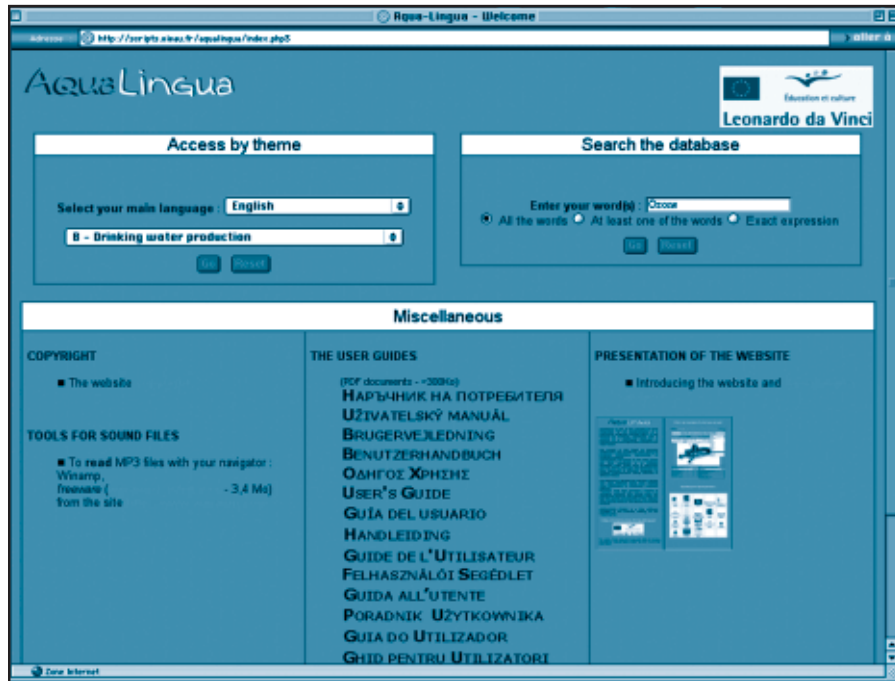 Aqua-Lingua - Welcome
Adresse http://scripts.oieau.fr/aqualingua/index.php3 aller à
AquaLingua
Éducation et culture
Leonardo da Vinci
Access by theme
Select your main language : English
B - Drinking water production
Go Reset
Search the database
Enter your word(s) : Ozone
All the words At least one of the words Exact expression
Go Reset
Miscellaneous
COPYRIGHT
The website
TOOLS FOR SOUND FILES
To read MP3 files with your navigator :
Winamp,
freeware ( - 3,4 Mo)
from the site
THE USER GUIDES
(PDF documents - ~300Ko)
НАРЪЧНИК НА ПОТРЕБИТЕЛЯ
UŽIVATELSKÝ MANUÁL
BRUGERVEJLEDNING
BENUTZERHANDBUCH
ΟΔΗΓΟΣ ΧΡΗΣΗΣ
USER'S GUIDE
GUÍA DEL USUARIO
HANDLEIDING
GUIDE DE L'UTILISATEUR
FELHASZNÁLÓI SEGÉDLET
GUIDA ALL'UTENTE
PORADNIK UŻYTKOWNIKA
GUIA DO UTILIZADOR
GHID PENTRU UTILIZATORI
PRESENTATION OF THE WEBSITE
Introducing the website and
Zone Internet